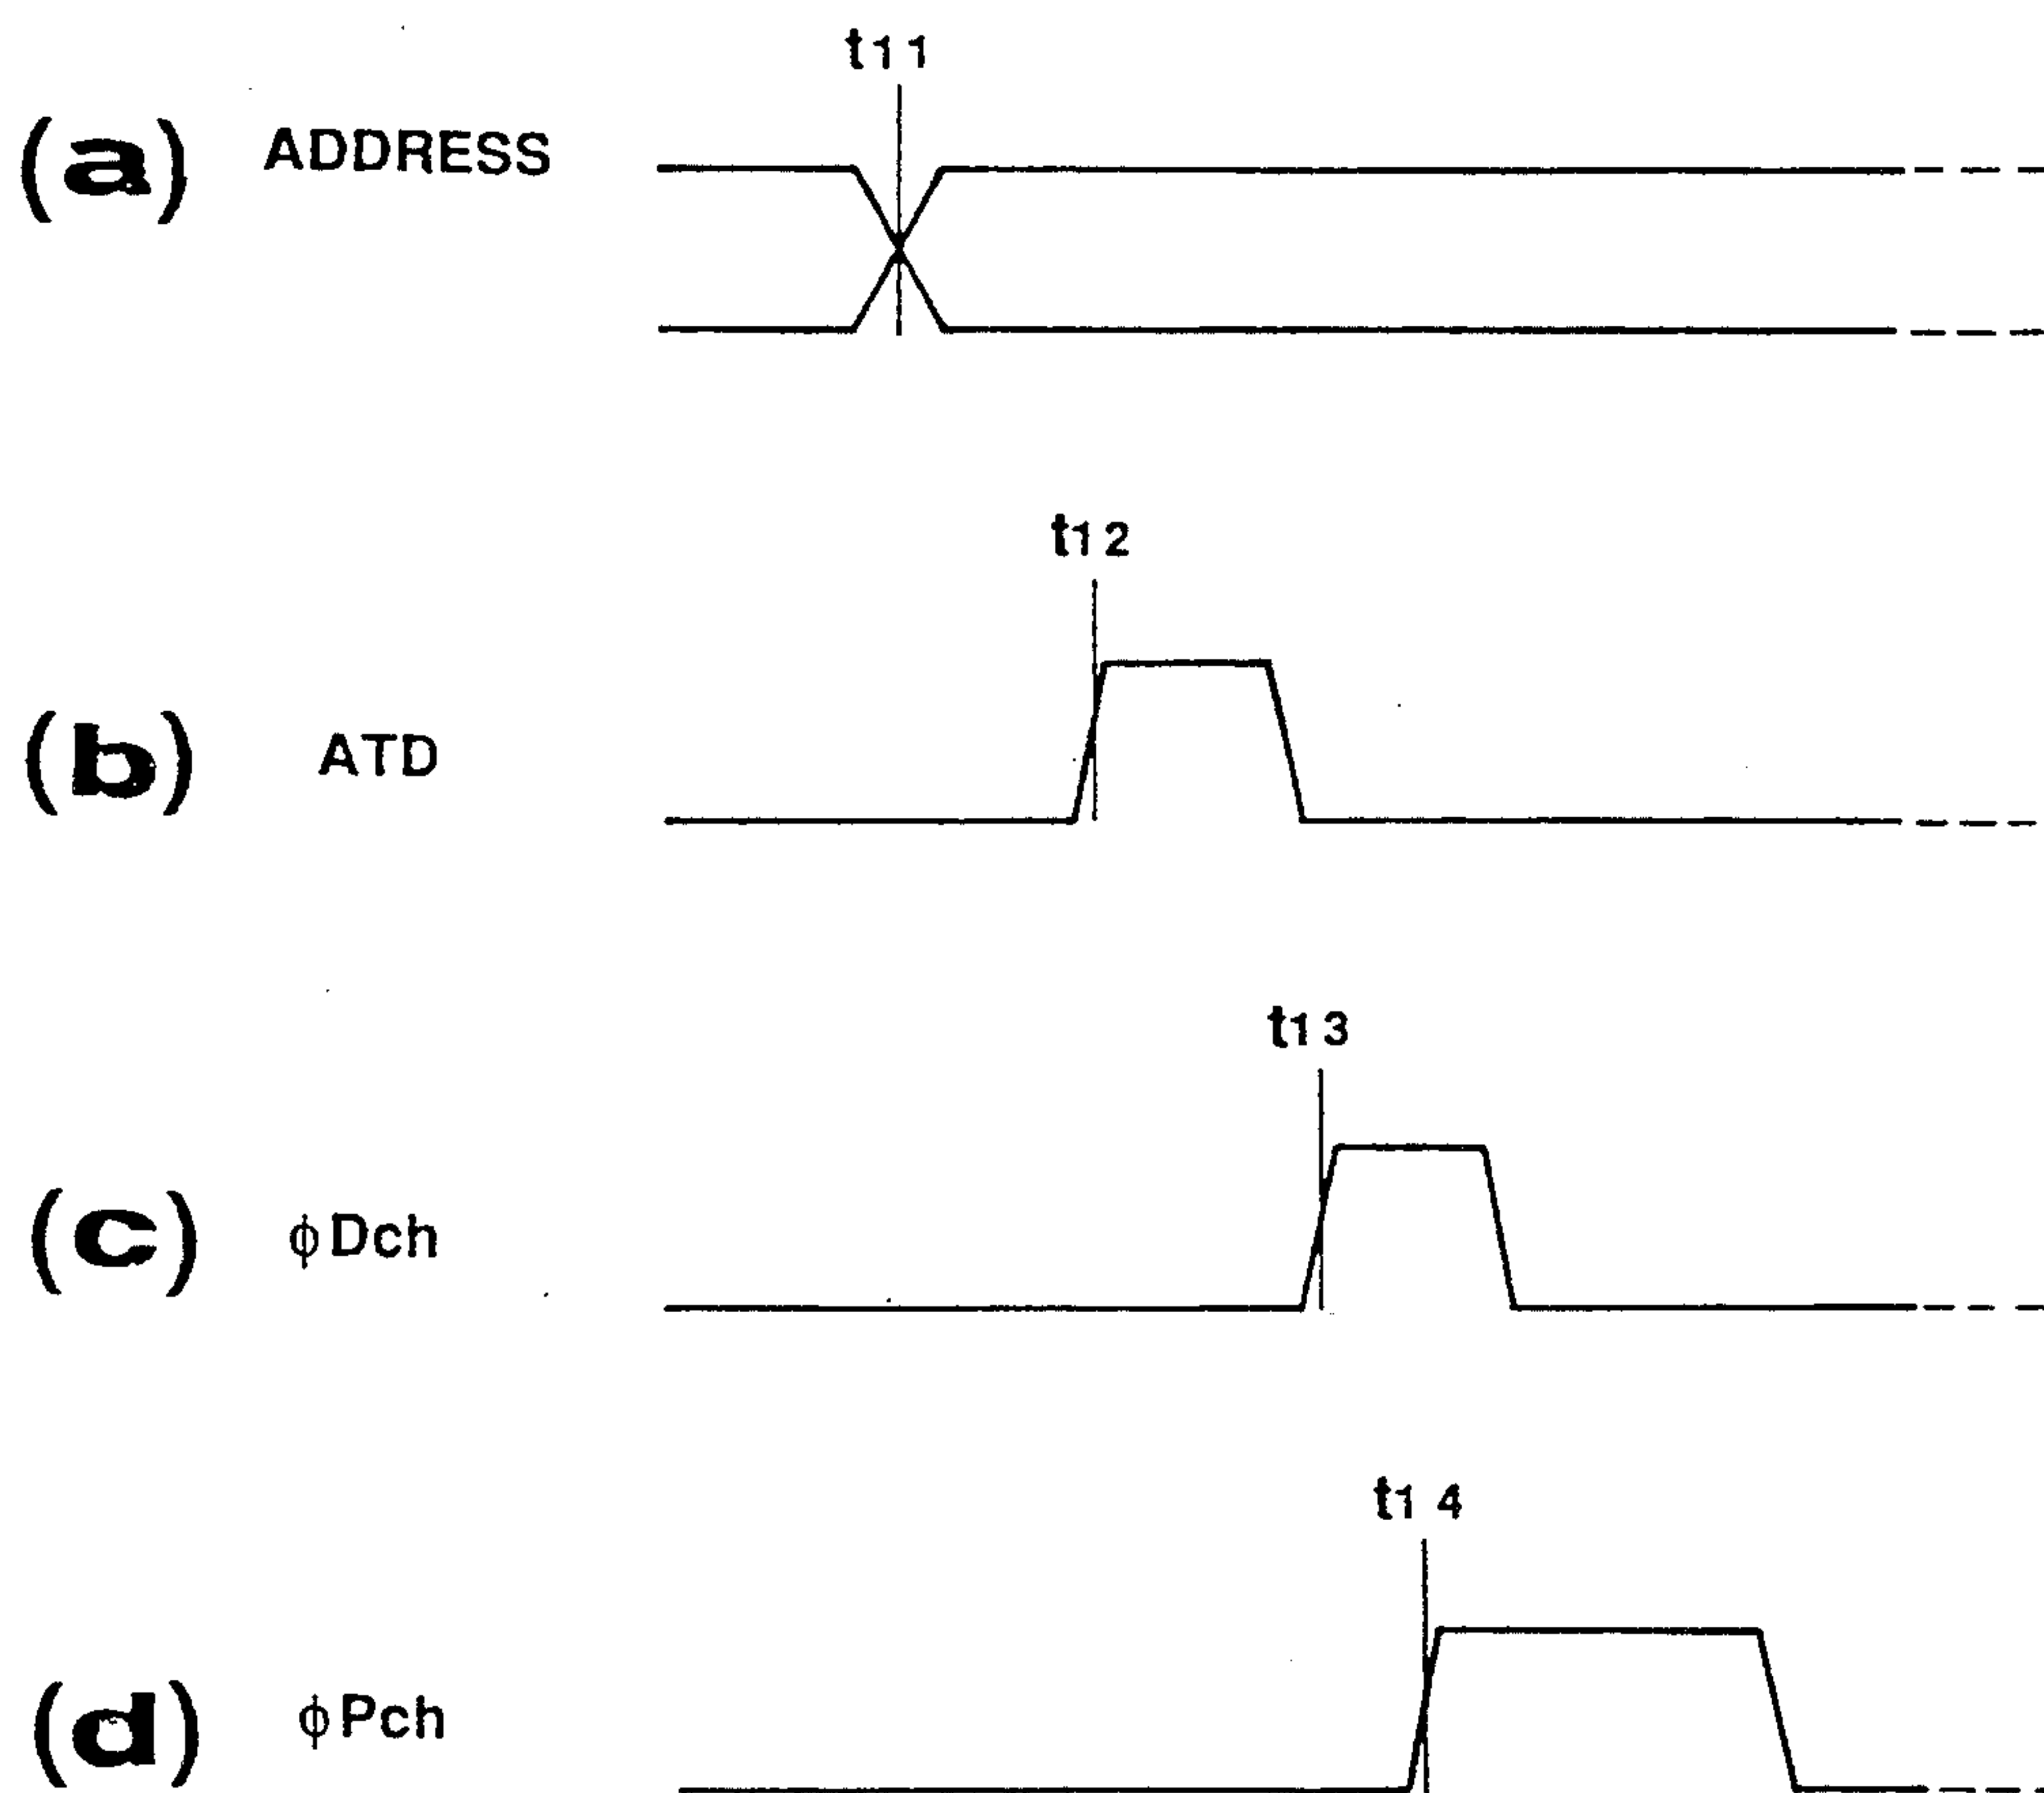 t11
(a) ADDRESS
t12
(b) ATD
t13
(c) ϕDch
t14
(d) ϕPch